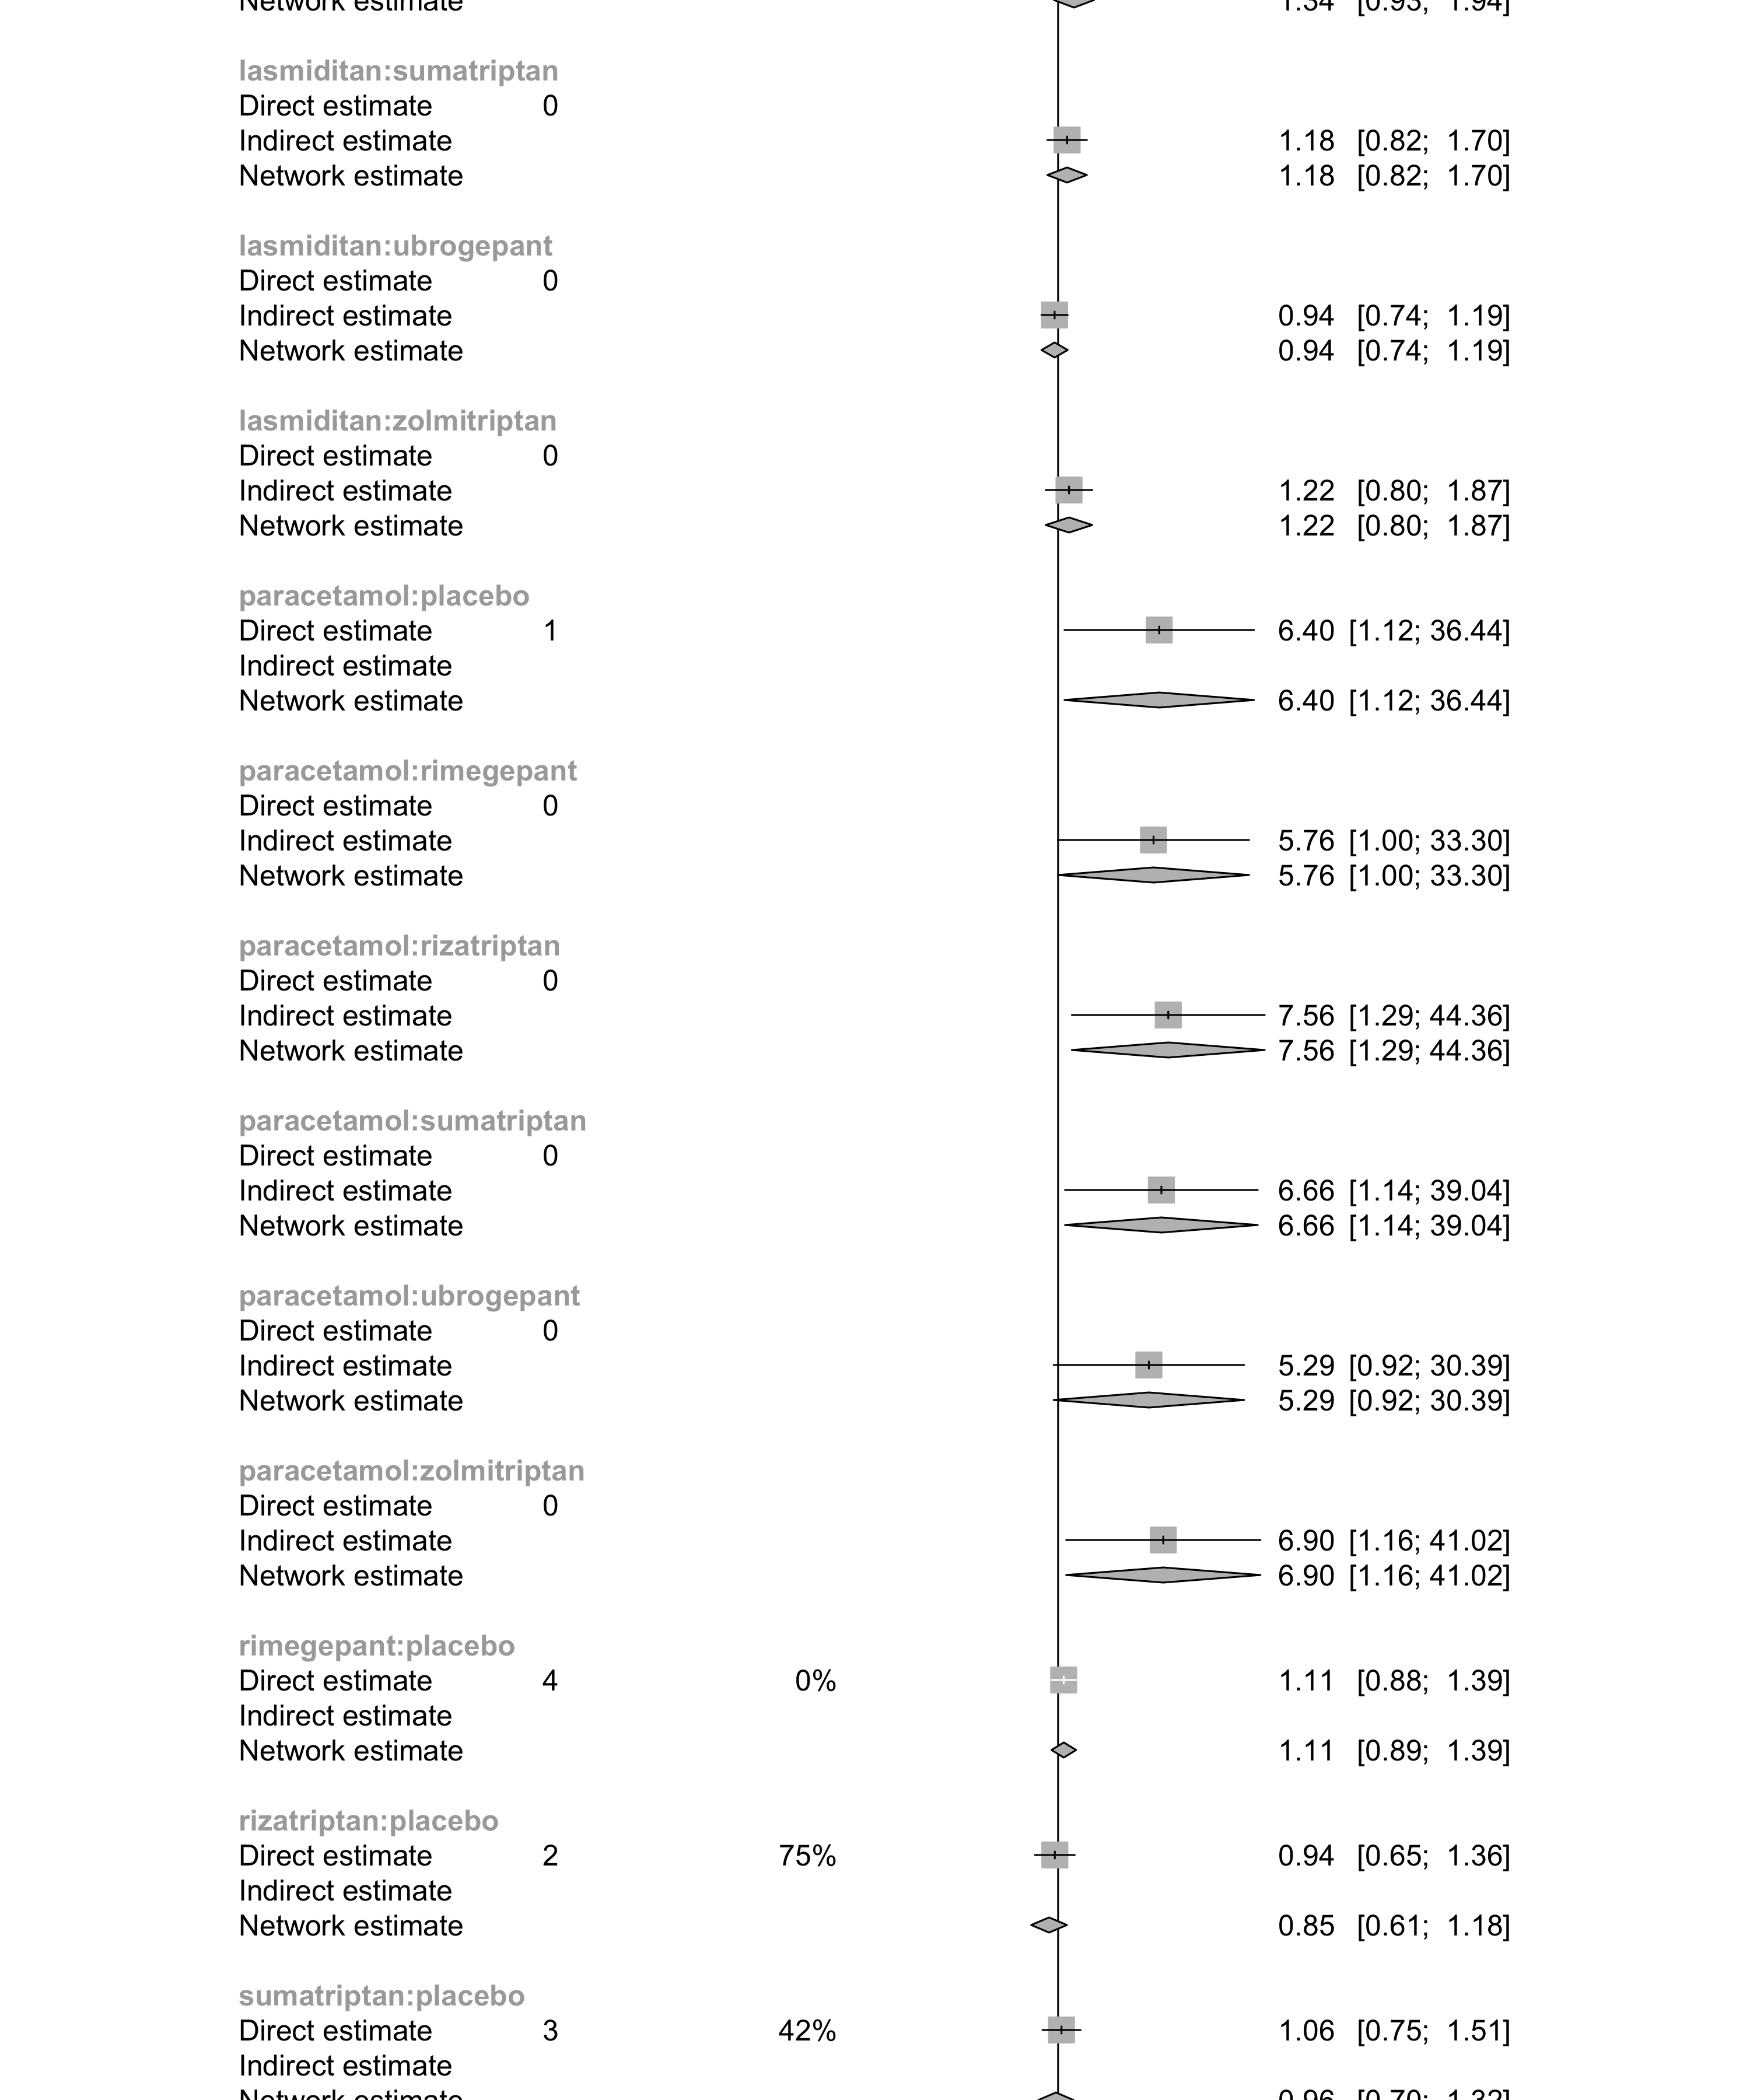 Network estimate 1.34 [0.93; 1.94]
lasmiditan:sumatriptan
Direct estimate 0
Indirect estimate 1.18 [0.82; 1.70]
Network estimate 1.18 [0.82; 1.70]
lasmiditan:ubrogepant
Direct estimate 0
Indirect estimate 0.94 [0.74; 1.19]
Network estimate 0.94 [0.74; 1.19]
lasmiditan:zolmitriptan
Direct estimate 0
Indirect estimate 1.22 [0.80; 1.87]
Network estimate 1.22 [0.80; 1.87]
paracetamol:placebo
Direct estimate 1 6.40 [1.12; 36.44]
Indirect estimate
Network estimate 6.40 [1.12; 36.44]
paracetamol:rimegepant
Direct estimate 0
Indirect estimate 5.76 [1.00; 33.30]
Network estimate 5.76 [1.00; 33.30]
paracetamol:rizatriptan
Direct estimate 0
Indirect estimate 7.56 [1.29; 44.36]
Network estimate 7.56 [1.29; 44.36]
paracetamol:sumatriptan
Direct estimate 0
Indirect estimate 6.66 [1.14; 39.04]
Network estimate 6.66 [1.14; 39.04]
paracetamol:ubrogepant
Direct estimate 0
Indirect estimate 5.29 [0.92; 30.39]
Network estimate 5.29 [0.92; 30.39]
paracetamol:zolmitriptan
Direct estimate 0
Indirect estimate 6.90 [1.16; 41.02]
Network estimate 6.90 [1.16; 41.02]
rimegepant:placebo
Direct estimate 4 0% 1.11 [0.88; 1.39]
Indirect estimate
Network estimate 1.11 [0.89; 1.39]
rizatriptan:placebo
Direct estimate 2 75% 0.94 [0.65; 1.36]
Indirect estimate
Network estimate 0.85 [0.61; 1.18]
sumatriptan:placebo
Direct estimate 3 42% 1.06 [0.75; 1.51]
Indirect estimate
Network estimate 0.96 [0.70; 1.32]